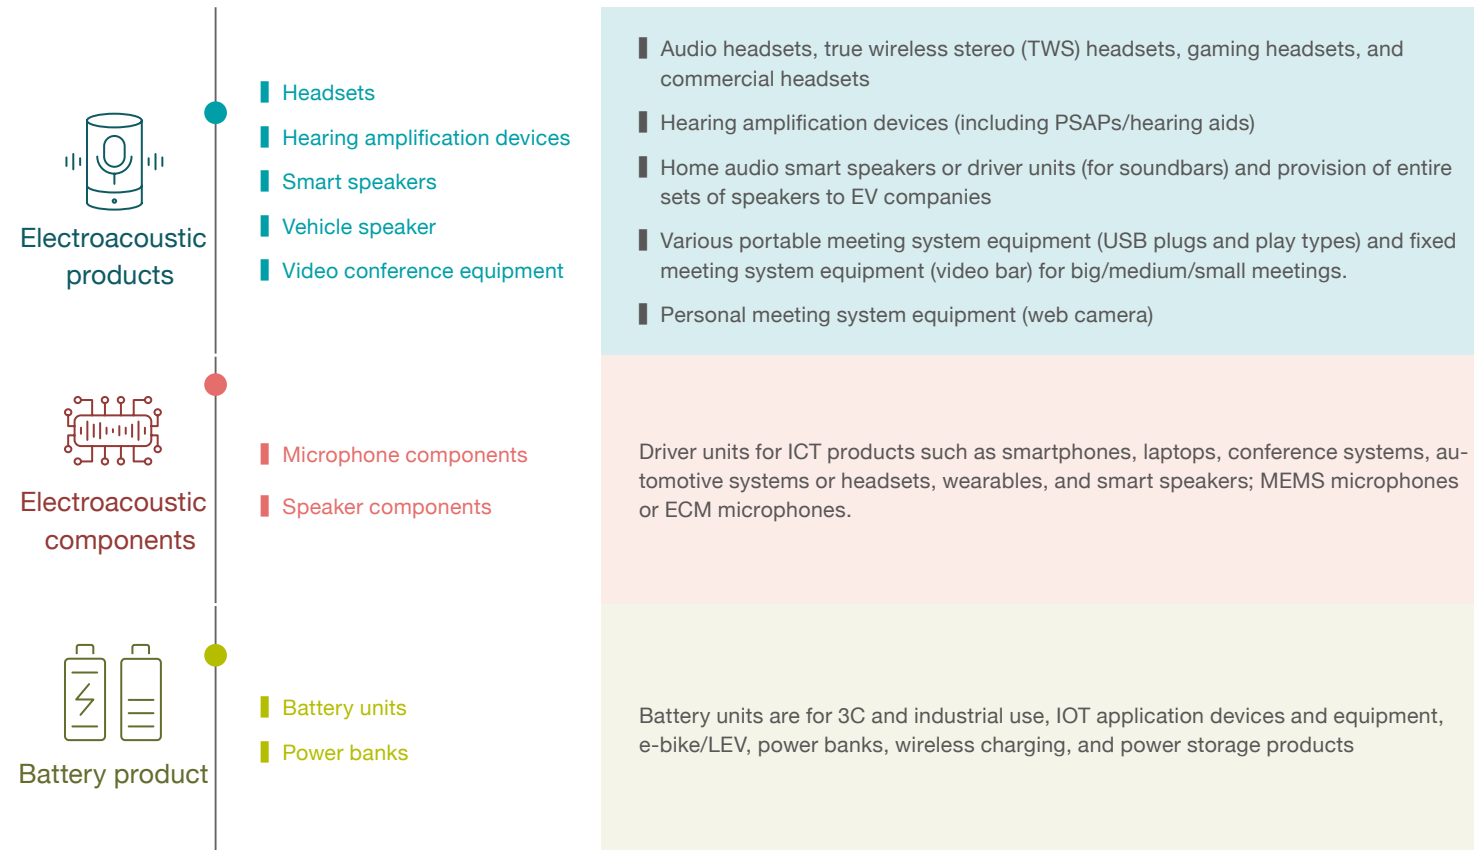 Electroacoustic
products
Headsets
Hearing amplification devices
Smart speakers
Vehicle speaker
Video conference equipment
Audio headsets, true wireless stereo (TWS) headsets, gaming headsets, and
commercial headsets
Hearing amplification devices (including PSAPs/hearing aids)
Home audio smart speakers or driver units (for soundbars) and provision of entire
sets of speakers to EV companies
Various portable meeting system equipment (USB plugs and play types) and fixed
meeting system equipment (video bar) for big/medium/small meetings.
Personal meeting system equipment (web camera)
Electroacoustic
components
Microphone components
Speaker components
Driver units for ICT products such as smartphones, laptops, conference systems, au-
tomotive systems or headsets, wearables, and smart speakers; MEMS microphones
or ECM microphones.
Battery product
Battery units
Power banks
Battery units are for 3C and industrial use, IOT application devices and equipment,
e-bike/LEV, power banks, wireless charging, and power storage products